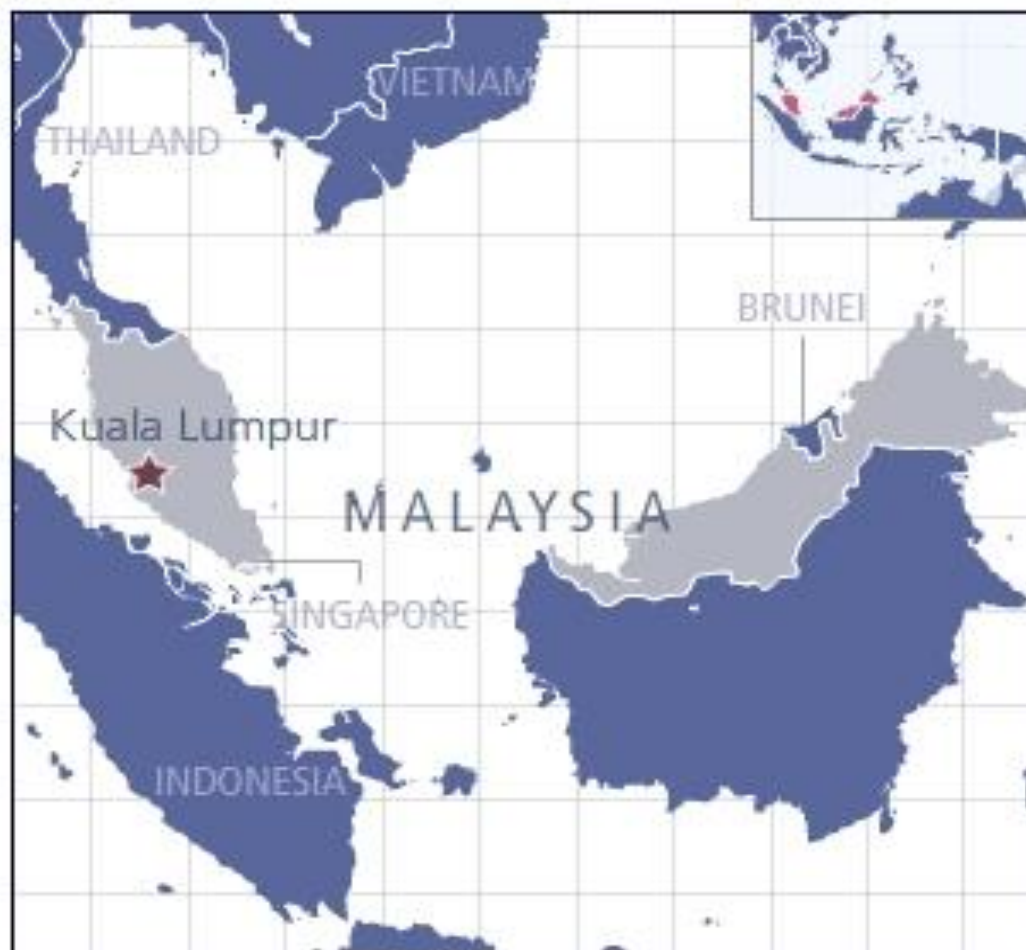 VIETNAM
THAILAND
BRUNEI
Kuala Lumpur
MALAYSIA
SINGAPORE
INDONESIA